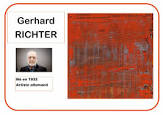 Gerhard
RICHTER
Né en 1932
Artiste allemand